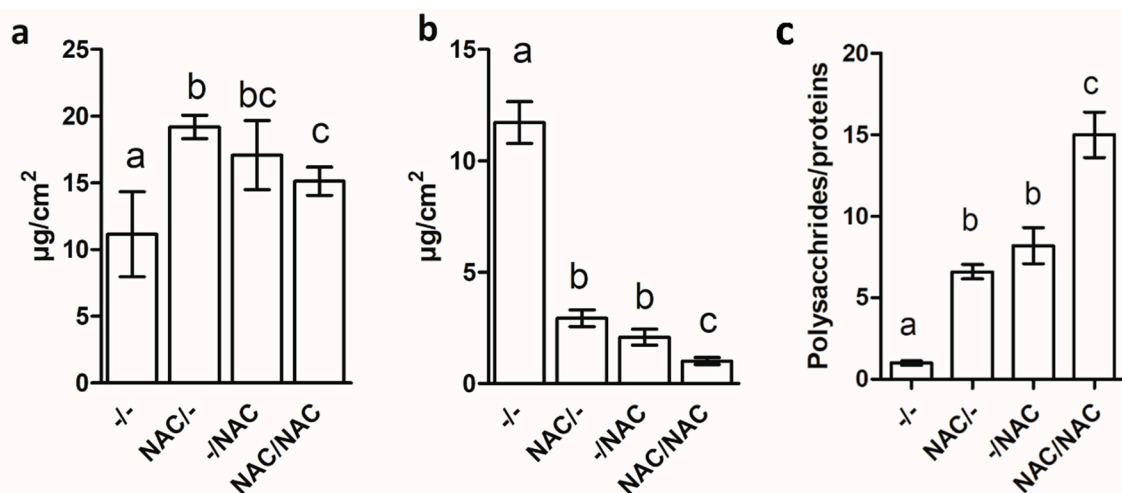 a
µg/cm²
25
20
15
10
5
0
a
b
bc
c
-/-
NAC/-
-/NAC
NAC/NAC
b
µg/cm²
15
10
5
0
a
b
b
c
-/-
NAC/-
-/NAC
NAC/NAC
c
Polysacchrides/proteins
20
15
10
5
0
a
b
b
c
-/-
NAC/-
-/NAC
NAC/NAC